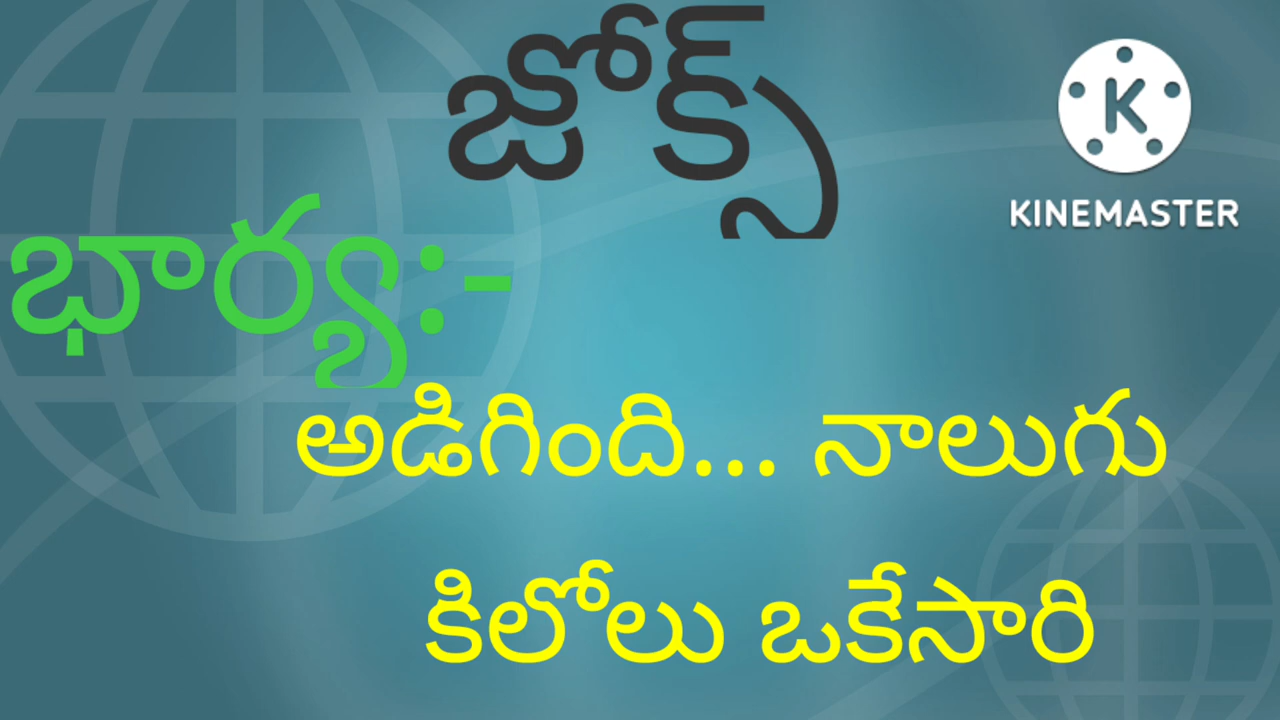 జోక్స్
KINEMASTER
భార్య:-
అడిగింది... నాలుగు
కిలోలు ఒకేసారి